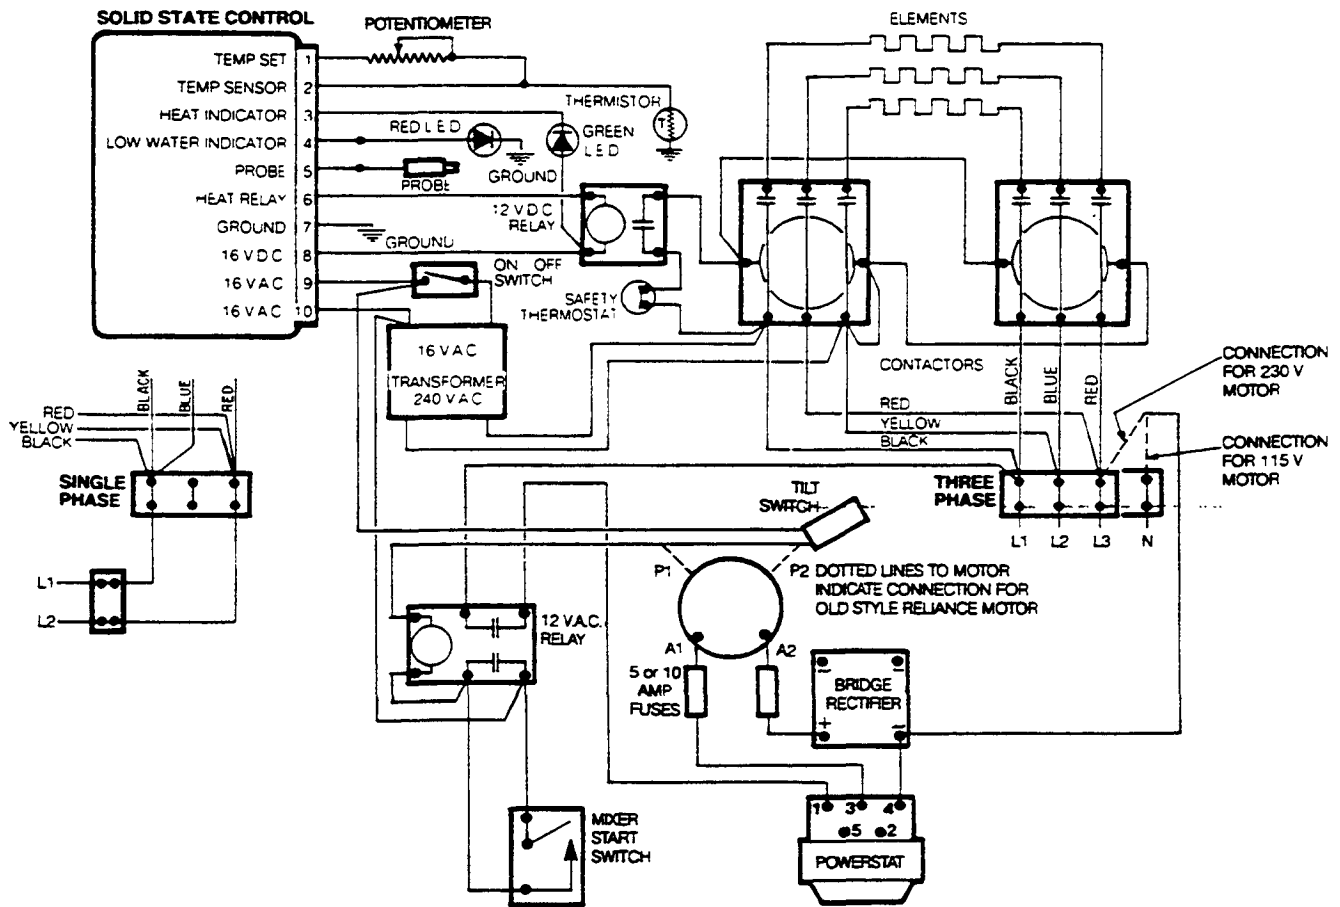 SOLID STATE CONTROL
TEMP SET 1
TEMP SENSOR 2
HEAT INDICATOR 3
LOW WATER INDICATOR 4
PROBE 5
HEAT RELAY 6
GROUND 7
16 VDC 8
16 VAC 9
16 VAC 10
POTENTIOMETER
RED LED
GROUND
PROBE
GROUND
GREEN
LED
THERMISTOR
T
12 VDC
RELAY
ON OFF
SWITCH
SAFETY
THERMOSTAT
16 VAC
TRANSFORMER
240 VAC
ELEMENTS
CONTACTORS
BLACK
BLUE
RED
CONNECTION
FOR 230 V
MOTOR
CONNECTION
FOR 115 V
MOTOR
RED
YELLOW
BLACK
THREE
PHASE
L1 L2 L3 N
BLACK
BLUE
RED
RED
YELLOW
BLACK
SINGLE
PHASE
L1
L2
TILT
SWITCH
P1
P2 DOTTED LINES TO MOTOR
INDICATE CONNECTION FOR
OLD STYLE RELIANCE MOTOR
A1
A2
12 V.A.C.
RELAY
5 or 10
AMP
FUSES
− −
BRIDGE
RECTIFIER
+ −
MIXER
START
SWITCH
1 3 4
5 2
POWERSTAT